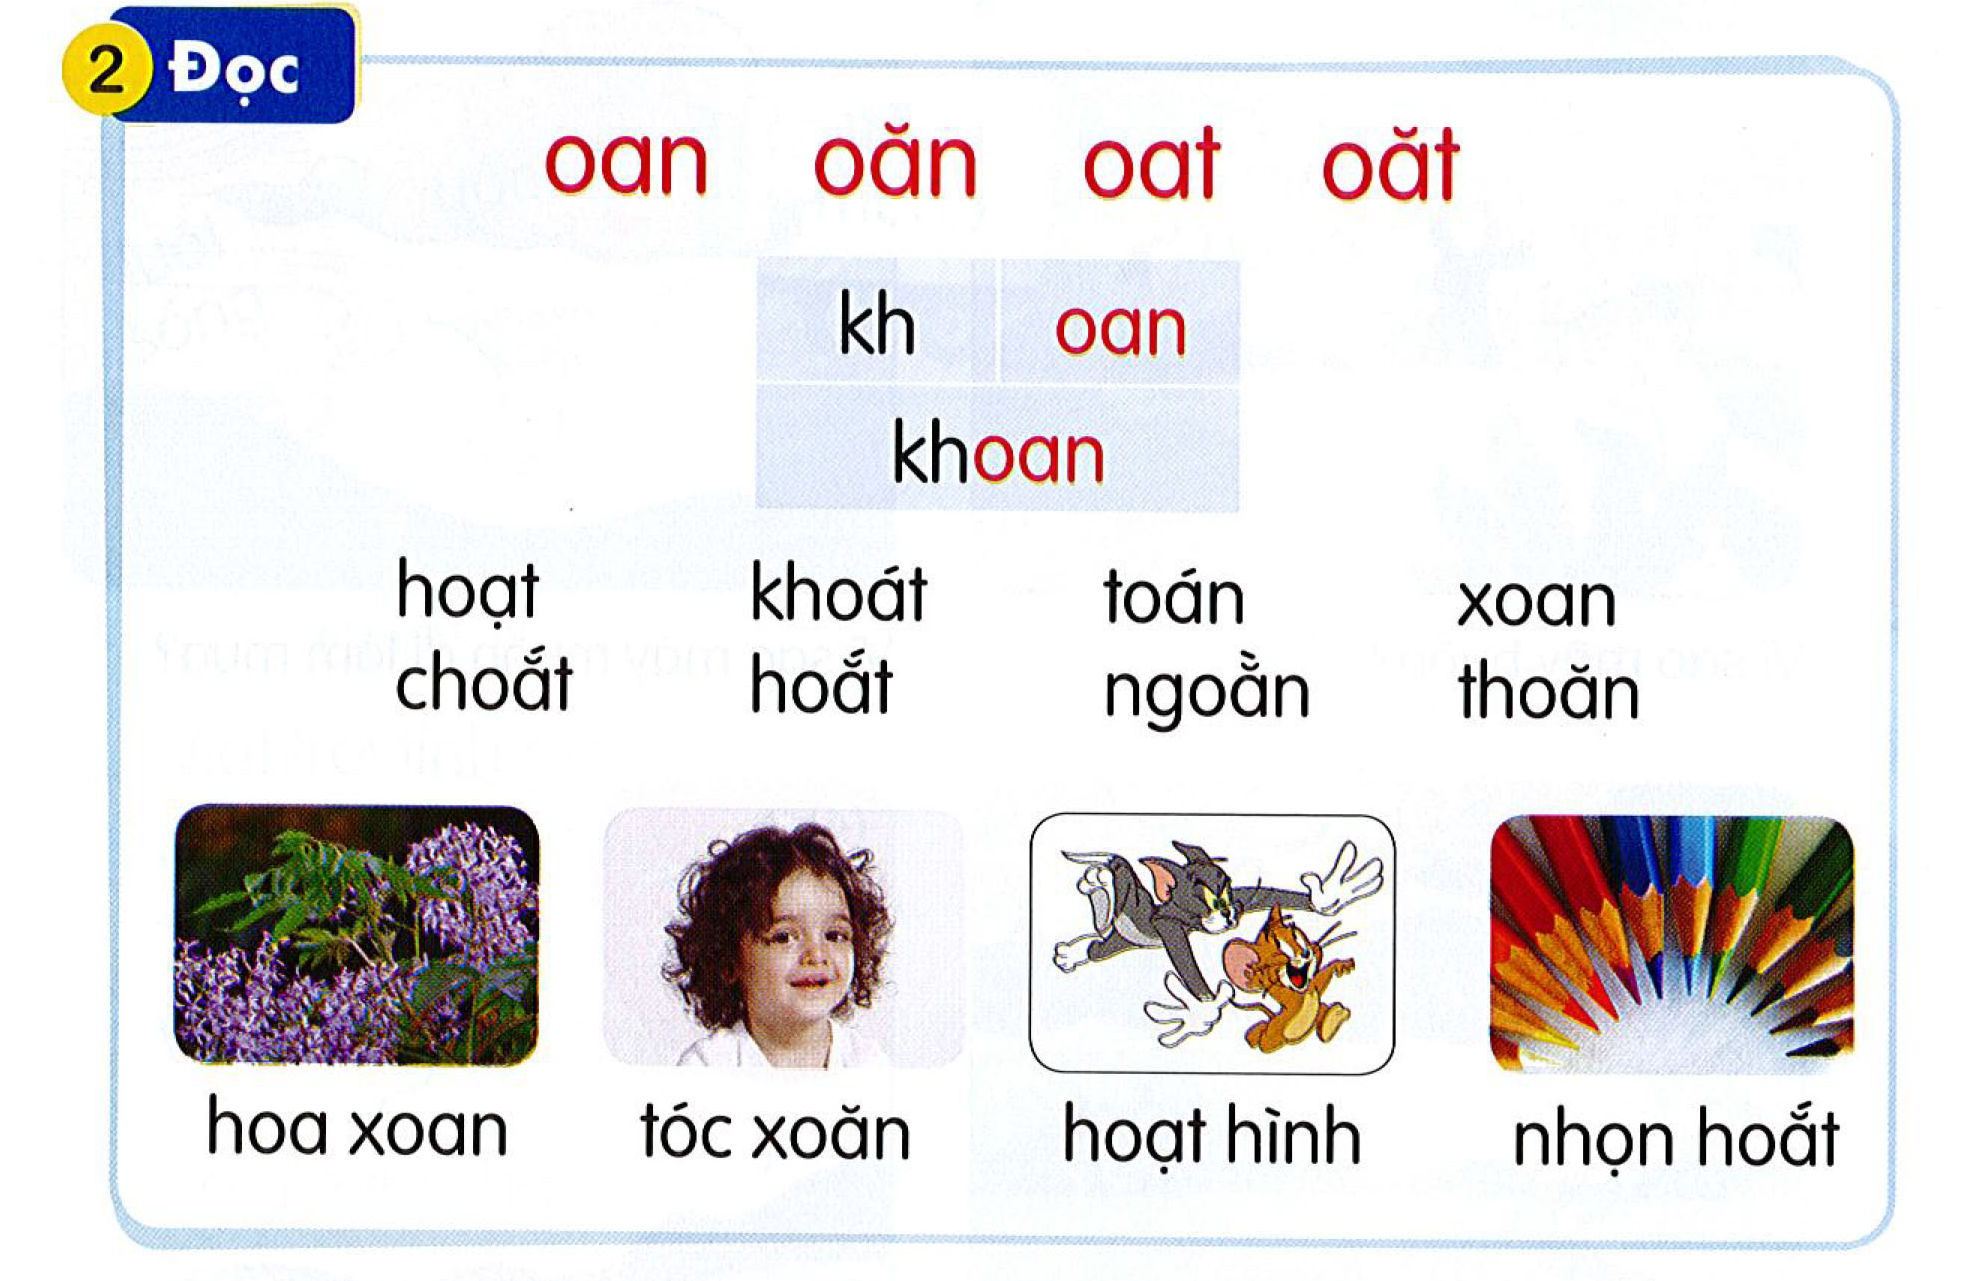 2 Đọc
oan oăn oat oăt
kh oan
khoan
hoạt khoát toán xoan
choắt hoắt ngoằn thoăn
hoa xoan tóc xoăn hoạt hình nhọn hoắt